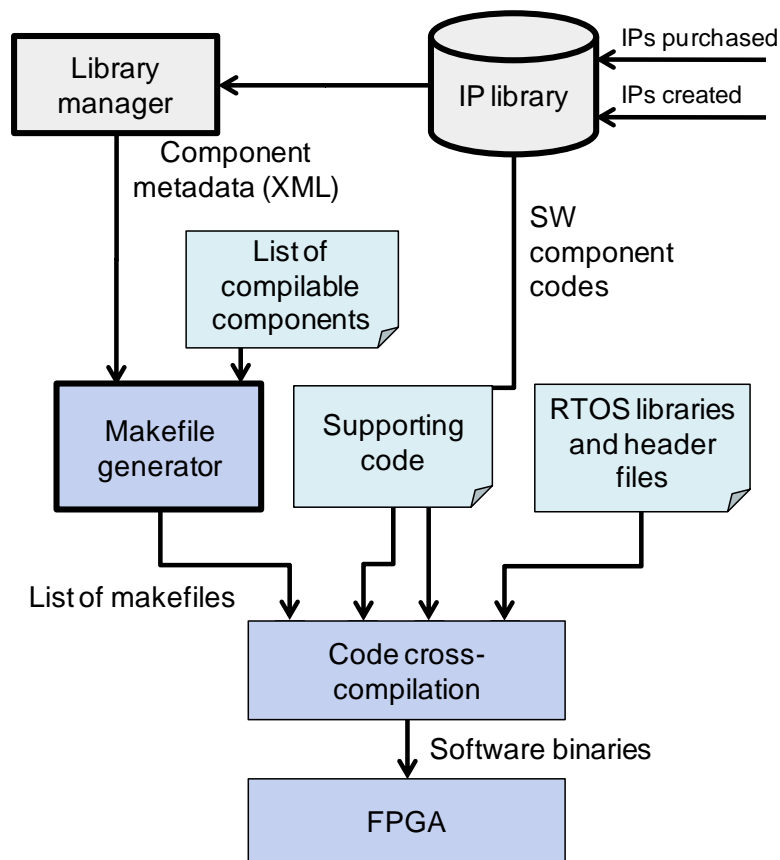 IPs purchased
Library
manager
IP library
IPs created
Component
metadata (XML)
SW
component
codes
List of
compilable
components
Makefile
generator
Supporting
code
RTOS libraries
and header
files
List of makefiles
Code cross-
compilation
Software binaries
FPGA